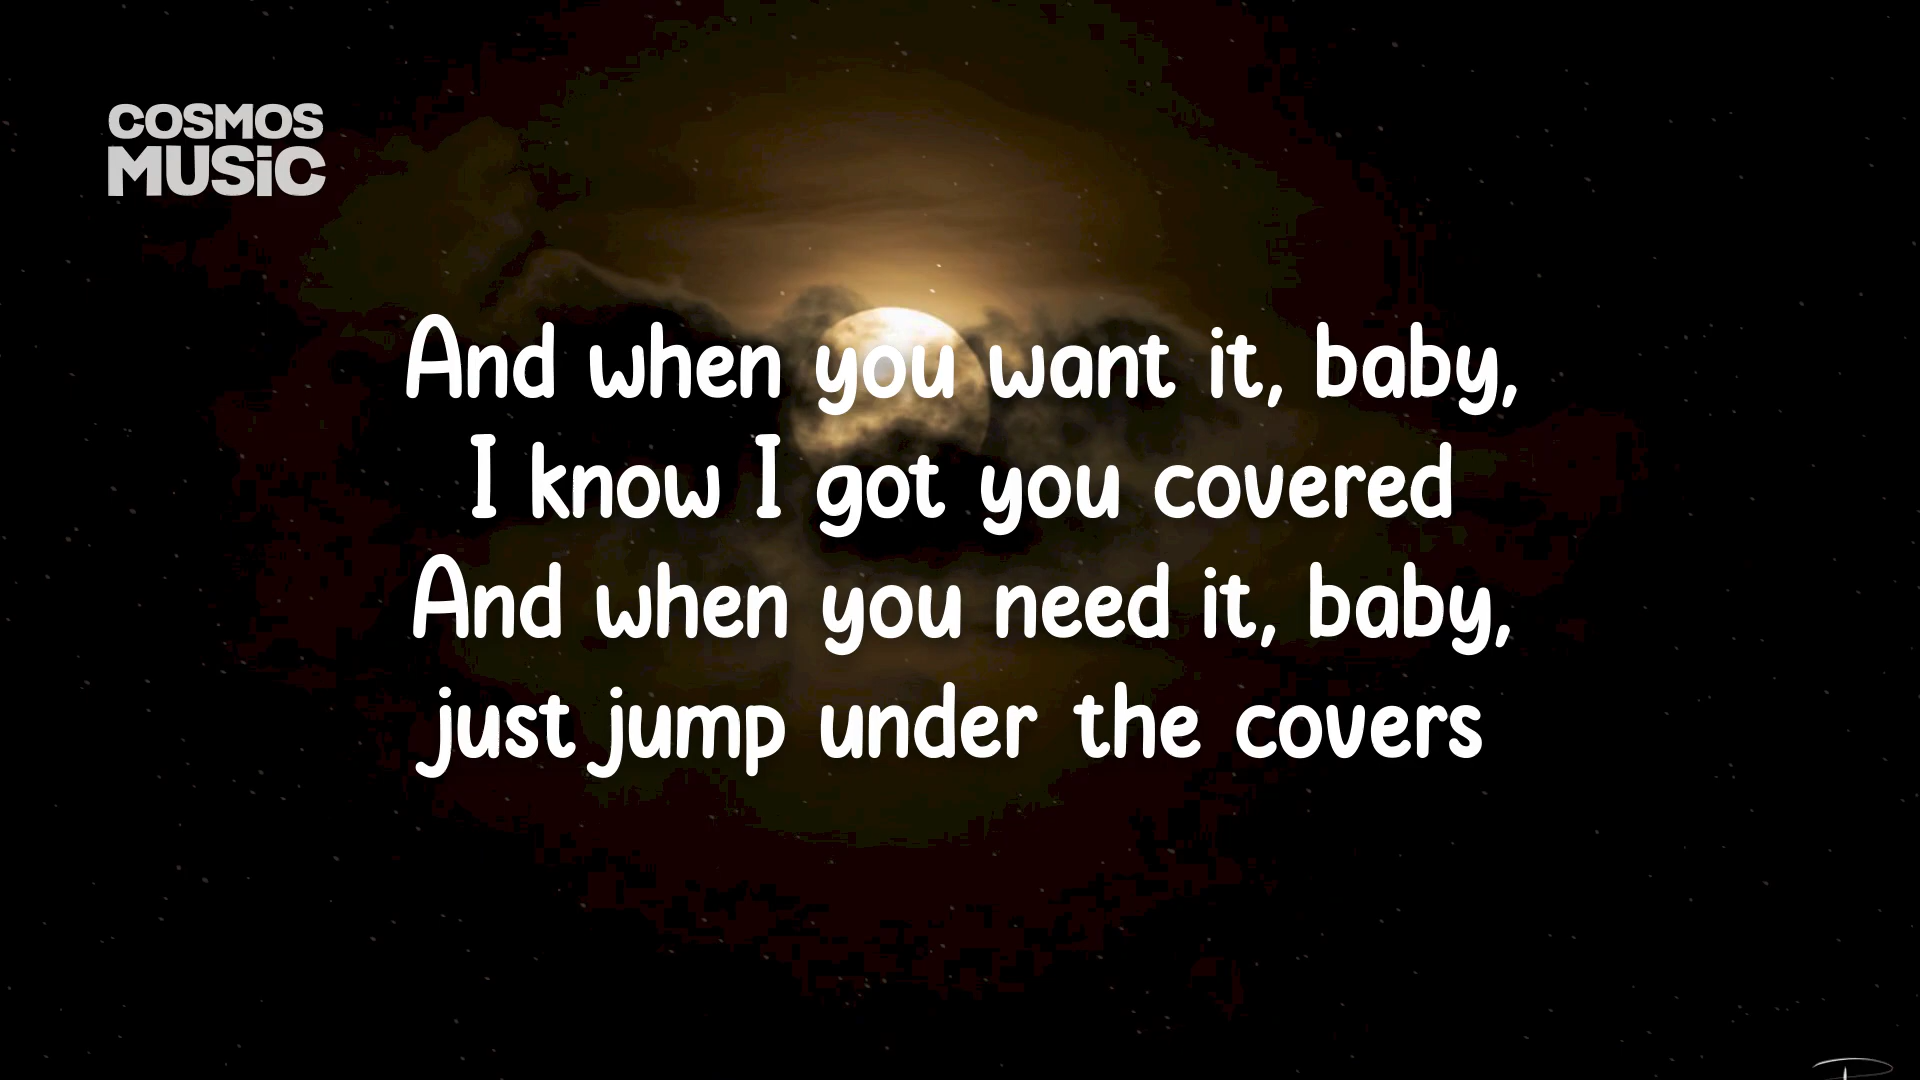 COSMOS
MUSiC
And when you want it, baby,
I know I got you covered
And when you need it, baby,
just jump under the covers